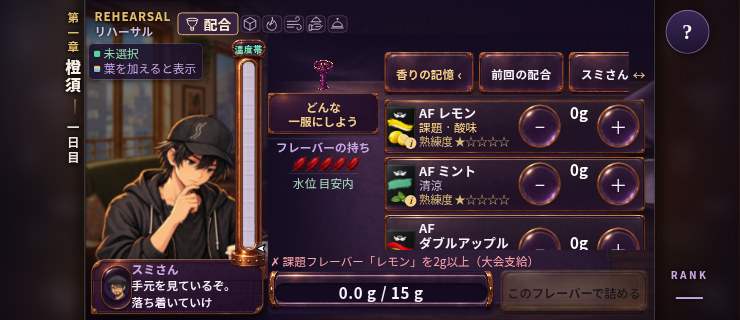 第一章 橙須 ― 一日目
REHEARSAL
リハーサル
配合
未選択
葉を加えると表示
温度帯
スミさん
手元を見ているぞ。
落ち着いていけ
どんな
一服にしよう
フレーバーの持ち
水位 目安内
香りの記憶 ‹
前回の配合
スミさん ↔
AF レモン
課題・酸味
熟練度 ★☆☆☆☆
− 0g ＋
AF ミント
清涼
熟練度 ★☆☆☆☆
− 0g ＋
AF
ダブルアップル
− 0g ＋
✗ 課題フレーバー「レモン」を2g以上（大会支給）
0.0 g / 15 g
このフレーバーで詰める
?
RANK
—